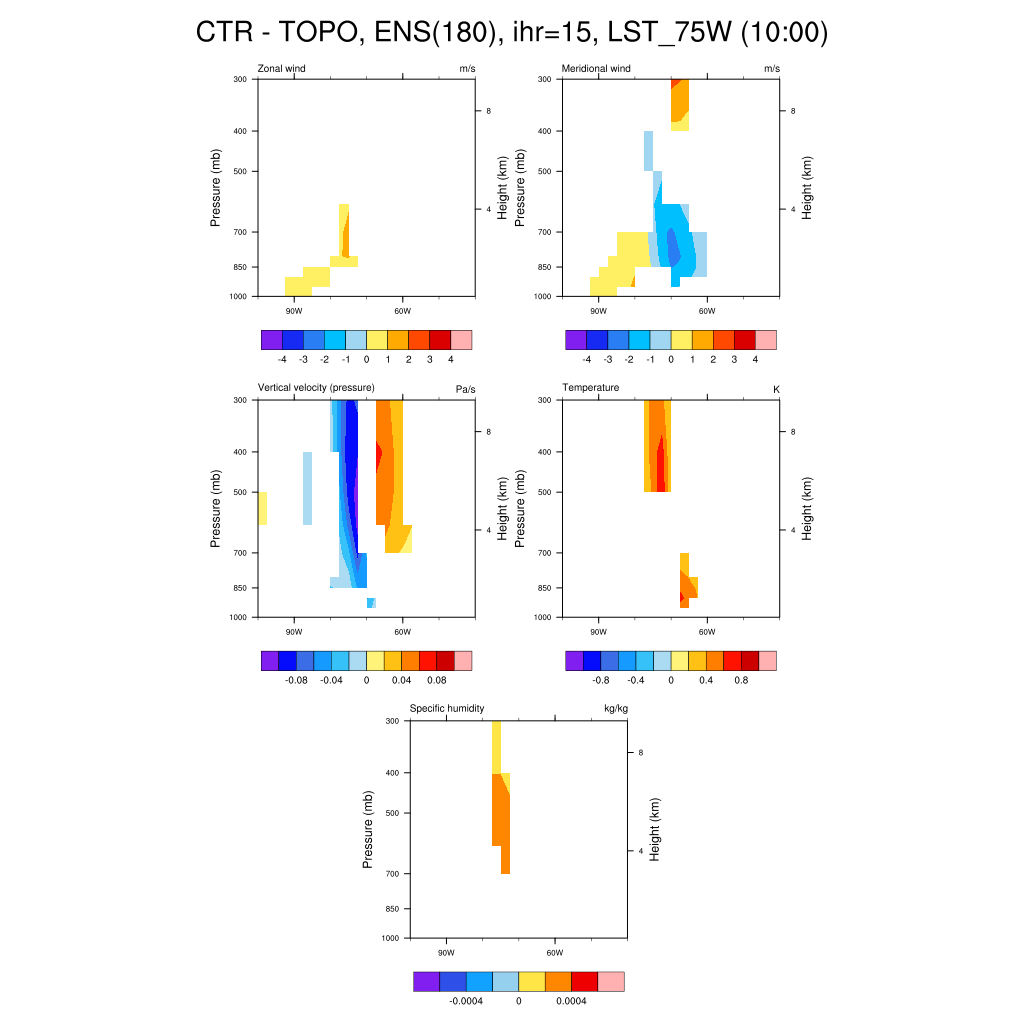 CTR - TOPO, ENS(180), ihr=15, LST_75W (10:00)
Zonal wind m/s
300
400
500
700
850
1000
Pressure (mb)
8
4
Height (km)
90W 60W
-4 -3 -2 -1 0 1 2 3 4
Meridional wind m/s
300
400
500
700
850
1000
Pressure (mb)
8
4
Height (km)
90W 60W
-4 -3 -2 -1 0 1 2 3 4
Vertical velocity (pressure) Pa/s
300
400
500
700
850
1000
Pressure (mb)
8
4
Height (km)
90W 60W
-0.08 -0.04 0 0.04 0.08
Temperature K
300
400
500
700
850
1000
Pressure (mb)
8
4
Height (km)
90W 60W
-0.8 -0.4 0 0.4 0.8
Specific humidity kg/kg
300
400
500
700
850
1000
Pressure (mb)
8
4
Height (km)
90W 60W
-0.0004 0 0.0004